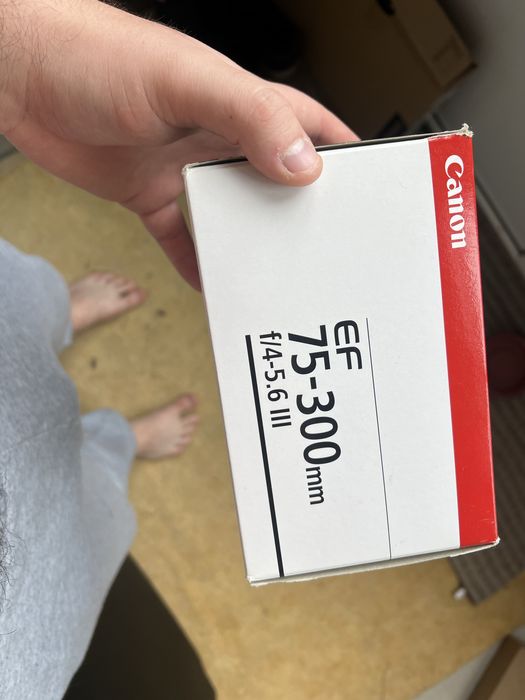 Canon
EF
75-300mm
f/4-5.6 III